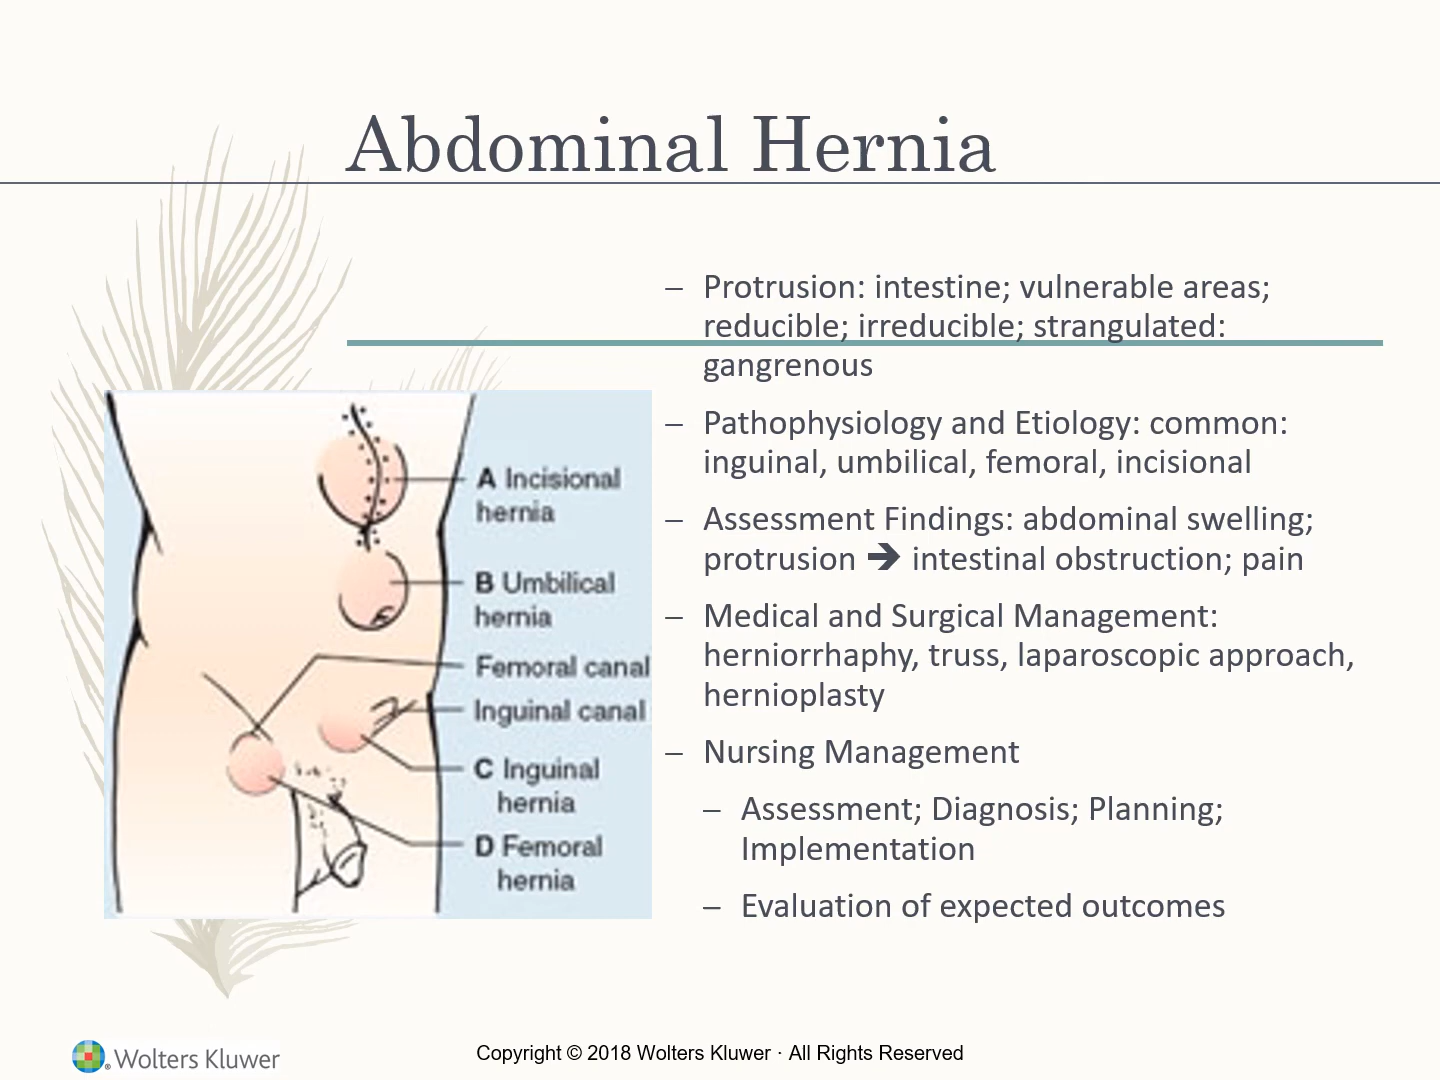 Abdominal Hernia
– Protrusion: intestine; vulnerable areas;
reducible; irreducible; strangulated:
gangrenous
– Pathophysiology and Etiology: common:
inguinal, umbilical, femoral, incisional
– Assessment Findings: abdominal swelling;
protrusion 🡺 intestinal obstruction; pain
– Medical and Surgical Management:
herniorrhaphy, truss, laparoscopic approach,
hernioplasty
– Nursing Management
– Assessment; Diagnosis; Planning;
Implementation
– Evaluation of expected outcomes
A Incisional
hernia
B Umbilical
hernia
Femoral canal
Inguinal canal
C Inguinal
hernia
D Femoral
hernia
Wolters Kluwer
Copyright © 2018 Wolters Kluwer · All Rights Reserved